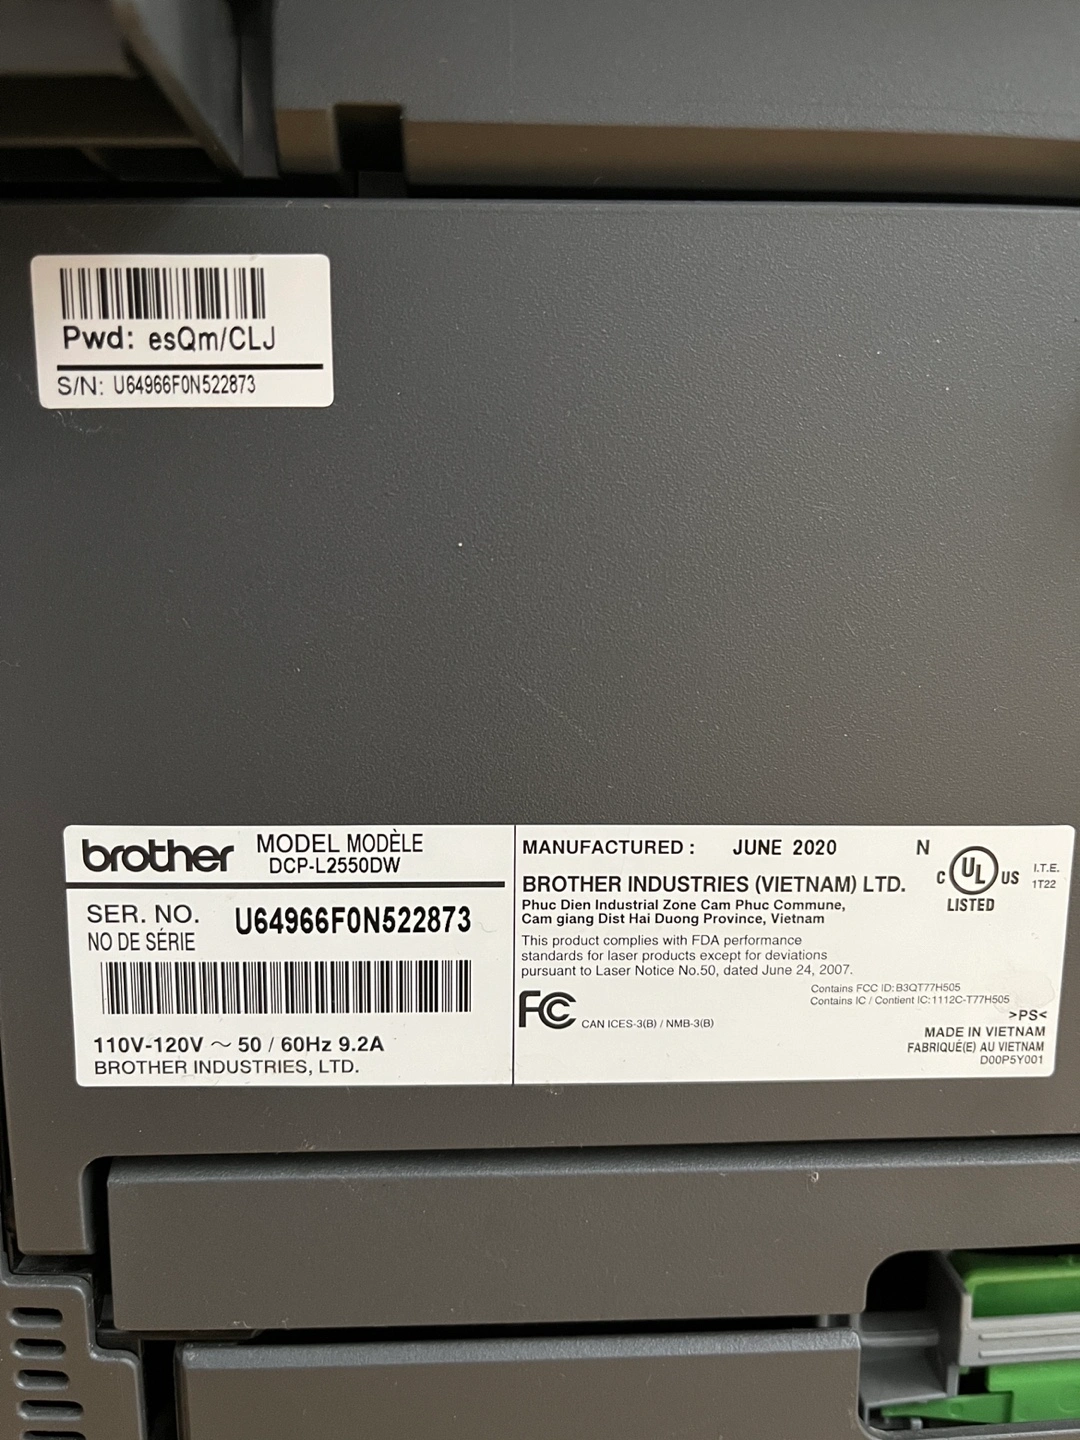 Pwd: esQm/CLJ
S/N: U64966F0N522873
brother
MODEL MODÈLE
DCP-L2550DW
SER. NO.
NO DE SÉRIE
U64966F0N522873
110V-120V ~ 50 / 60Hz 9.2A
BROTHER INDUSTRIES, LTD.
MANUFACTURED : JUNE 2020 N
BROTHER INDUSTRIES (VIETNAM) LTD.
Phuc Dien Industrial Zone Cam Phuc Commune,
Cam giang Dist Hai Duong Province, Vietnam
C UL US
LISTED
I.T.E.
1T22
This product complies with FDA performance
standards for laser products except for deviations
pursuant to Laser Notice No.50, dated June 24, 2007.
Contains FCC ID:B3QT77H505
Contains IC / Contient IC:1112C-T77H505
FC CAN ICES-3(B) / NMB-3(B)
>PS<
MADE IN VIETNAM
FABRIQUÉ(E) AU VIETNAM
D00P5Y001